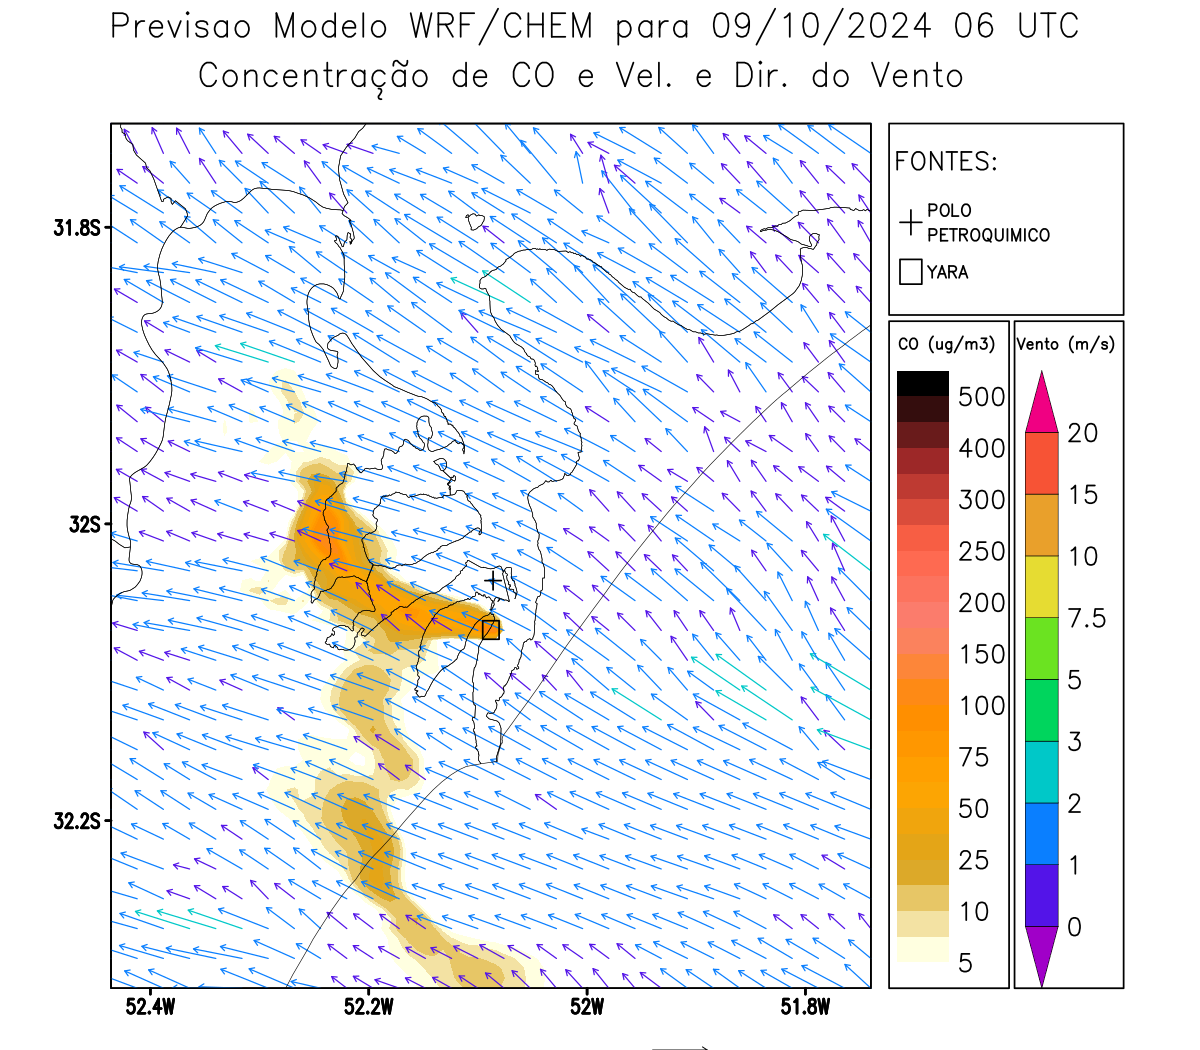 Previsao Modelo WRF/CHEM para 09/10/2024 06 UTC
Concentração de CO e Vel. e Dir. do Vento
FONTES:
POLO
PETROQUIMICO
YARA
CO (ug/m3)
500
400
300
250
200
150
100
75
50
25
10
5
Vento (m/s)
20
15
10
7.5
5
3
2
1
0
31.8S
32S
32.2S
52.4W
52.2W
52W
51.8W